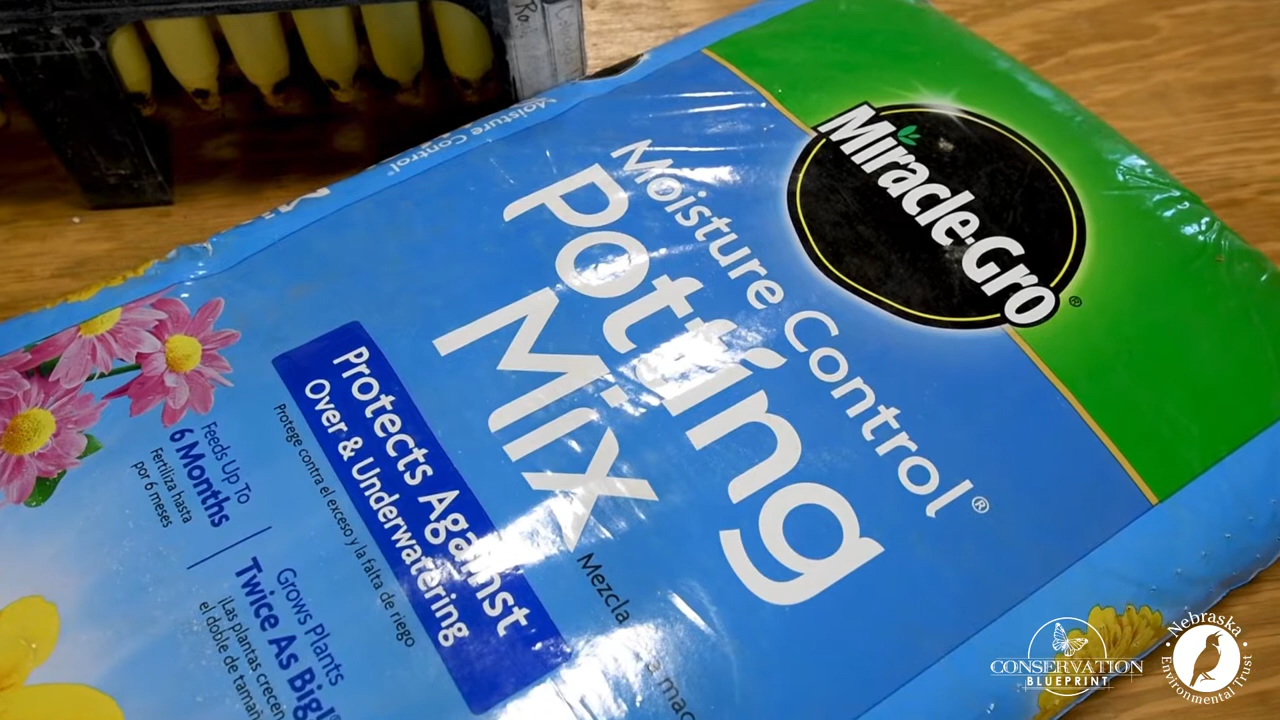 Miracle-Gro®
Moisture Control®
Potting
Mix
Mezcla
Protects Against
Over & Underwatering
Protege contra el exceso y la falta de riego
Feeds Up To
6 Months
Fertiliza hasta
por 6 meses
Grows Plants
Twice As Big!
¡Las plantas crecen
el doble de
Moisture Control®
CONSERVATION
BLUEPRINT
Nebraska
Environmental Trust